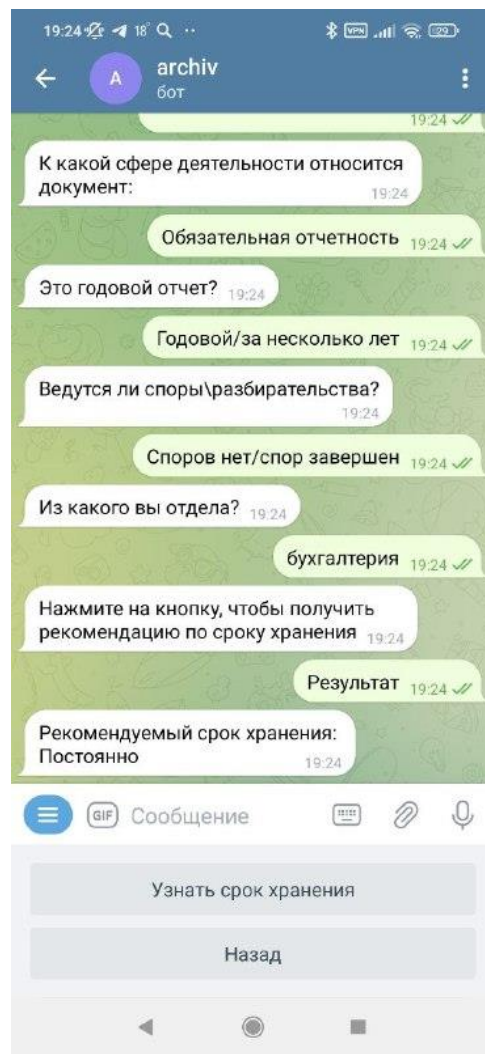 19:24 18° ··
VPN 29
A archiv
бот
19:24
К какой сфере деятельности относится
документ: 19:24
Обязательная отчетность 19:24
Это годовой отчет? 19:24
Годовой/за несколько лет 19:24
Ведутся ли споры\разбирательства?
19:24
Споров нет/спор завершен 19:24
Из какого вы отдела? 19:24
бухгалтерия 19:24
Нажмите на кнопку, чтобы получить
рекомендацию по сроку хранения 19:24
Результат 19:24
Рекомендуемый срок хранения:
Постоянно 19:24
GIF Сообщение
Узнать срок хранения
Назад